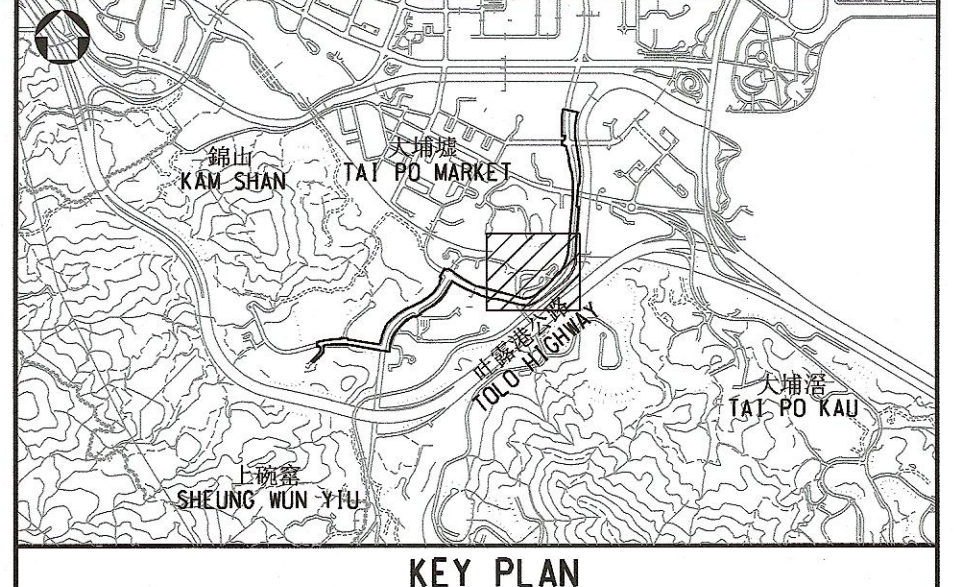 錦山
KAM SHAN
大埔墟
TAI PO MARKET
吐露港公路
TOLO HIGHWAY
大埔滘
TAI PO KAU
上碗窰
SHEUNG WUN YIU
KEY PLAN